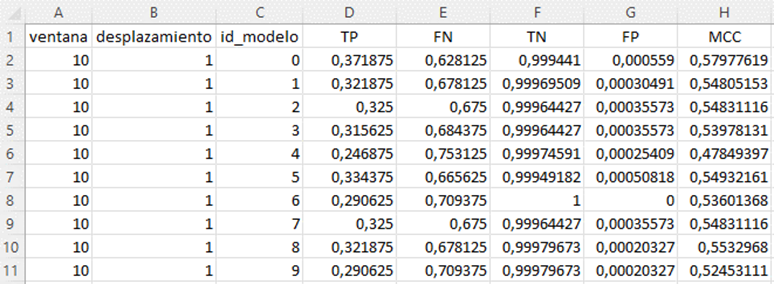 A B C D E F G H
1 ventana desplazamiento id_modelo TP FN TN FP MCC
2 10 1 0 0,371875 0,628125 0,999441 0,000559 0,57977619
3 10 1 1 0,321875 0,678125 0,99969509 0,00030491 0,54805153
4 10 1 2 0,325 0,675 0,99964427 0,00035573 0,54831116
5 10 1 3 0,315625 0,684375 0,99964427 0,00035573 0,53978131
6 10 1 4 0,246875 0,753125 0,99974591 0,00025409 0,47849397
7 10 1 5 0,334375 0,665625 0,99949182 0,00050818 0,54932161
8 10 1 6 0,290625 0,709375 1 0 0,53601368
9 10 1 7 0,325 0,675 0,99964427 0,00035573 0,54831116
10 10 1 8 0,321875 0,678125 0,99979673 0,00020327 0,5532968
11 10 1 9 0,290625 0,709375 0,99979673 0,00020327 0,52453111